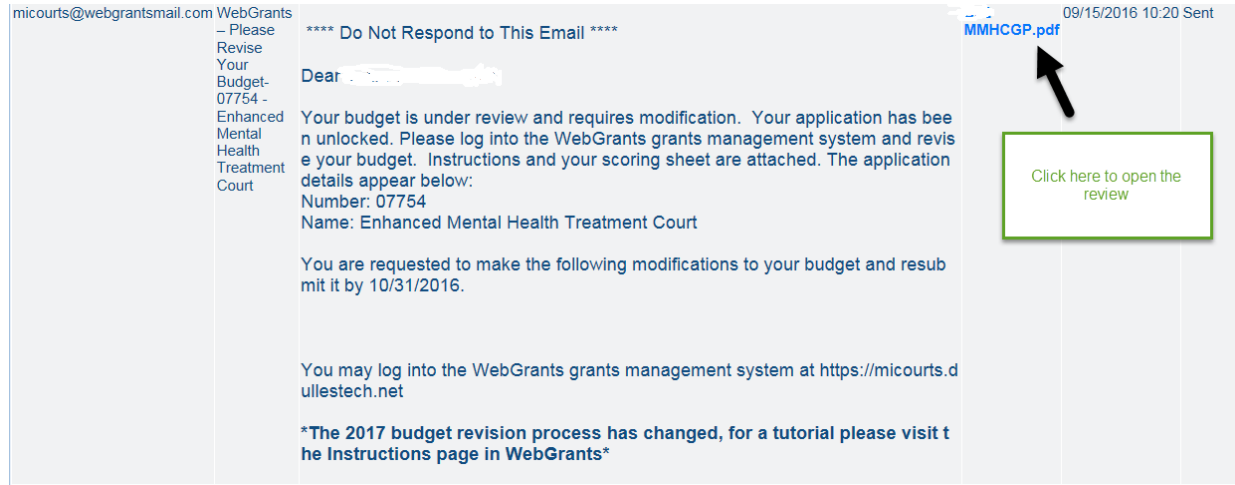 micourts@webgrantsmail.com
WebGrants
– Please
Revise
Your
Budget-
07754 -
Enhanced
Mental
Health
Treatment
Court
**** Do Not Respond to This Email ****
Dear
Your budget is under review and requires modification.  Your application has bee
n unlocked. Please log into the WebGrants grants management system and revis
e your budget.  Instructions and your scoring sheet are attached. The application
details appear below:
Number: 07754
Name: Enhanced Mental Health Treatment Court
You are requested to make the following modifications to your budget and resub
mit it by 10/31/2016.
You may log into the WebGrants grants management system at https://micourts.d
ullestech.net
*The 2017 budget revision process has changed, for a tutorial please visit t
he Instructions page in WebGrants*
MMHCGP.pdf
09/15/2016 10:20 Sent
Click here to open the
review